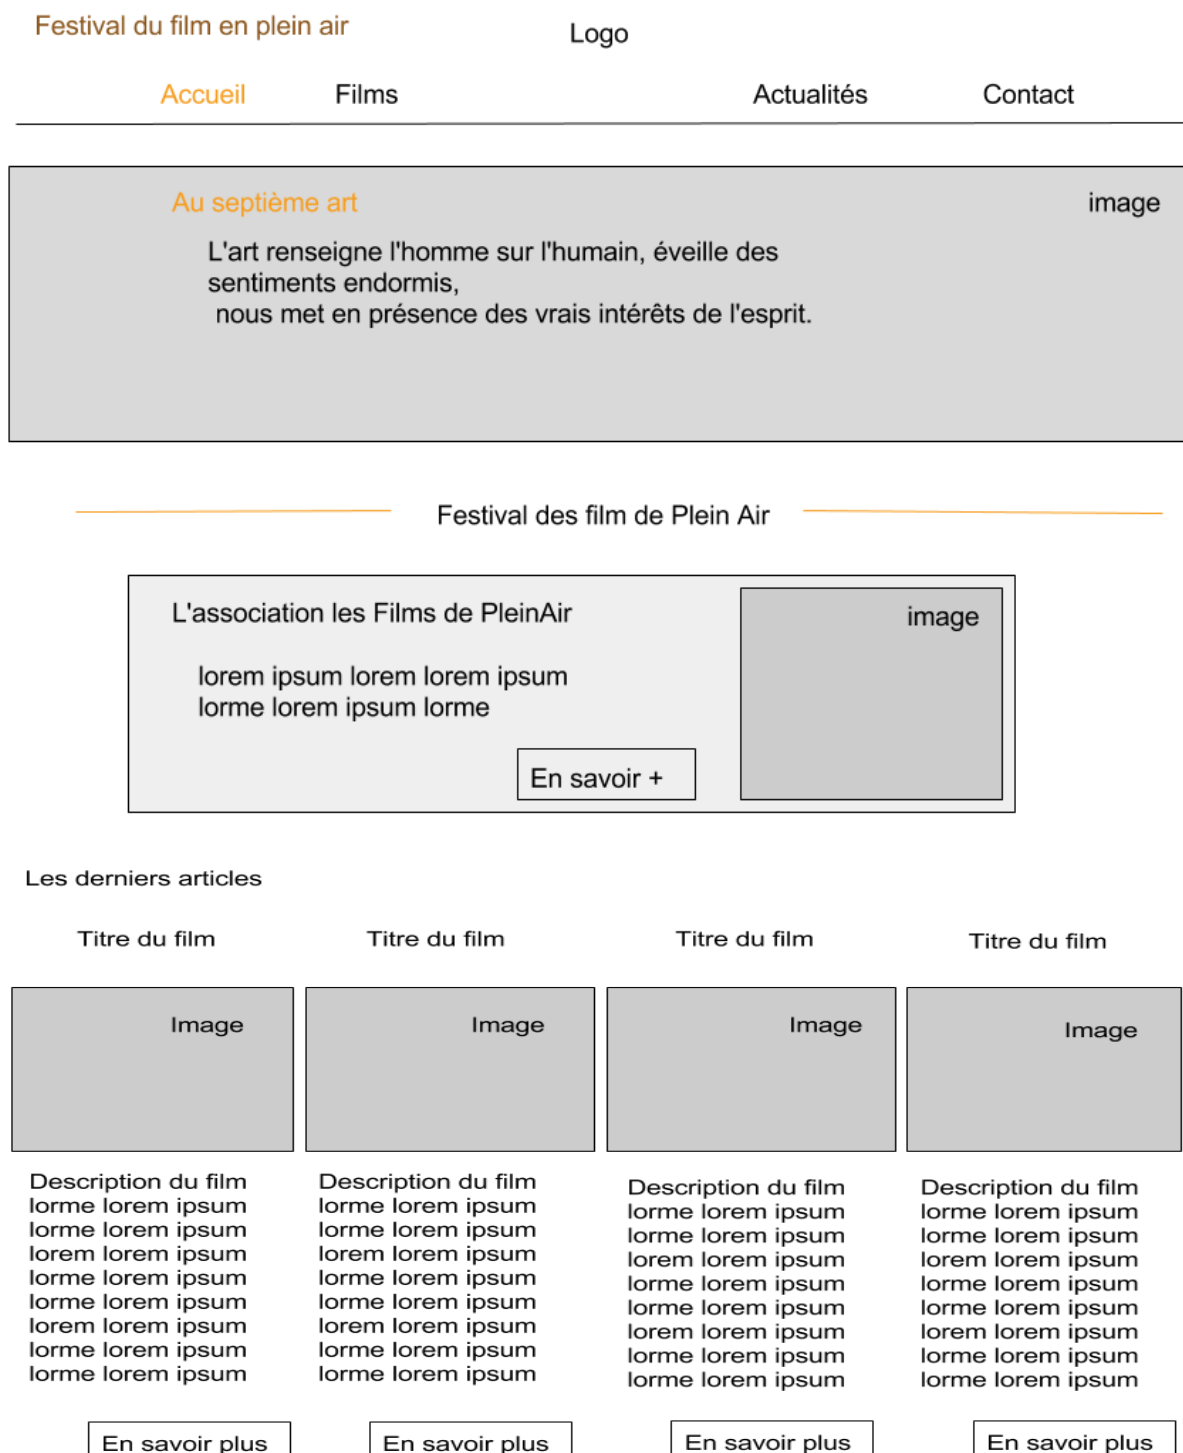 Festival du film en plein air
Logo
Accueil Films Actualités Contact
Au septième art
image
L'art renseigne l'homme sur l'humain, éveille des
sentiments endormis,
nous met en présence des vrais intérêts de l'esprit.
Festival des film de Plein Air
L'association les Films de PleinAir
image
lorem ipsum lorem lorem ipsum
lorme lorem ipsum lorme
En savoir +
Les derniers articles
Titre du film
Image
Description du film
lorme lorem ipsum
lorme lorem ipsum
lorem lorem ipsum
lorme lorem ipsum
lorme lorem ipsum
lorem lorem ipsum
lorme lorem ipsum
lorme lorem ipsum
En savoir plus
Titre du film
Image
Description du film
lorme lorem ipsum
lorme lorem ipsum
lorem lorem ipsum
lorme lorem ipsum
lorme lorem ipsum
lorem lorem ipsum
lorme lorem ipsum
lorme lorem ipsum
En savoir plus
Titre du film
Image
Description du film
lorme lorem ipsum
lorme lorem ipsum
lorem lorem ipsum
lorme lorem ipsum
lorme lorem ipsum
lorem lorem ipsum
lorme lorem ipsum
lorme lorem ipsum
En savoir plus
Titre du film
Image
Description du film
lorme lorem ipsum
lorme lorem ipsum
lorem lorem ipsum
lorme lorem ipsum
lorme lorem ipsum
lorem lorem ipsum
lorme lorem ipsum
lorme lorem ipsum
En savoir plus